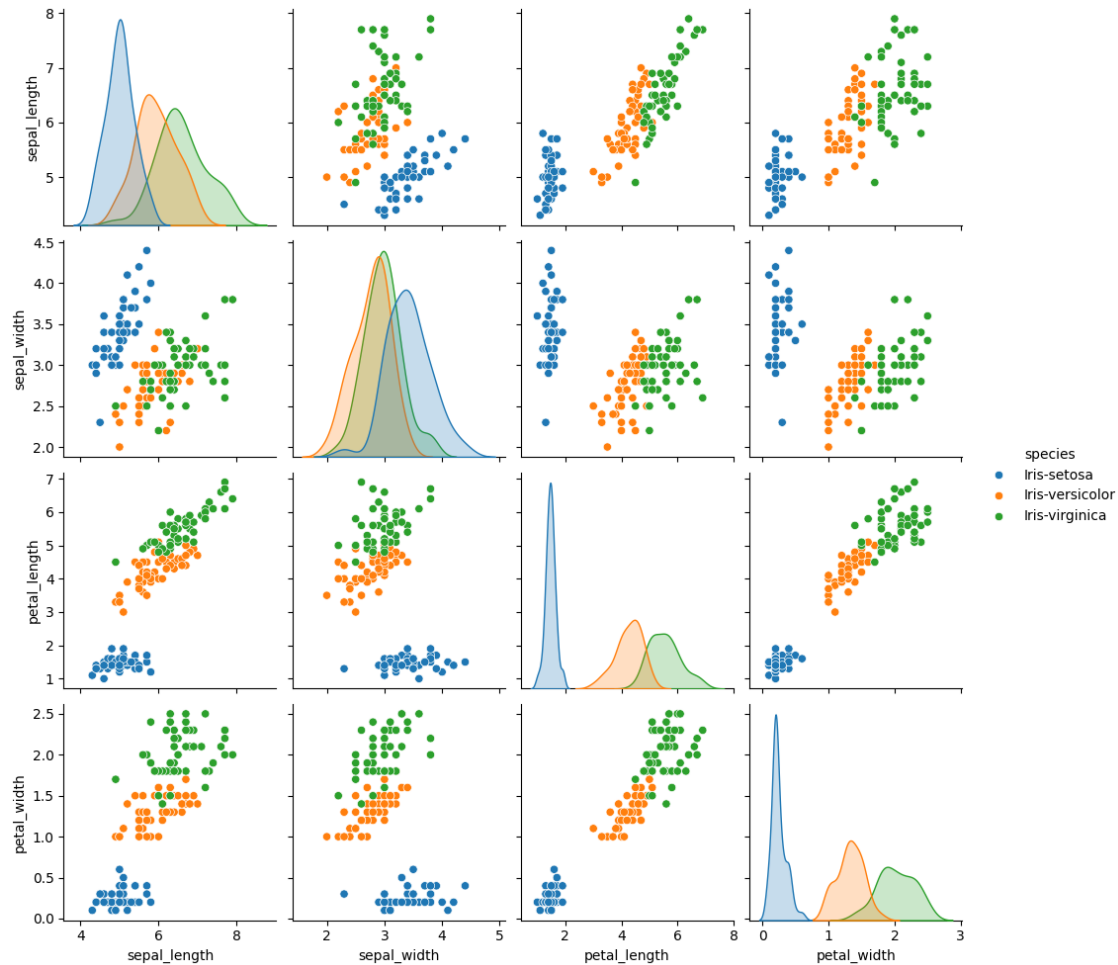 8
7
6
5
sepal_length
4.5
4.0
3.5
3.0
2.5
2.0
sepal_width
species
Iris-setosa
Iris-versicolor
Iris-virginica
7
6
5
4
3
2
1
petal_length
2.5
2.0
1.5
1.0
0.5
0.0
petal_width
4 6 8
sepal_length
2 3 4 5
sepal_width
2 4 6 8
petal_length
0 1 2 3
petal_width